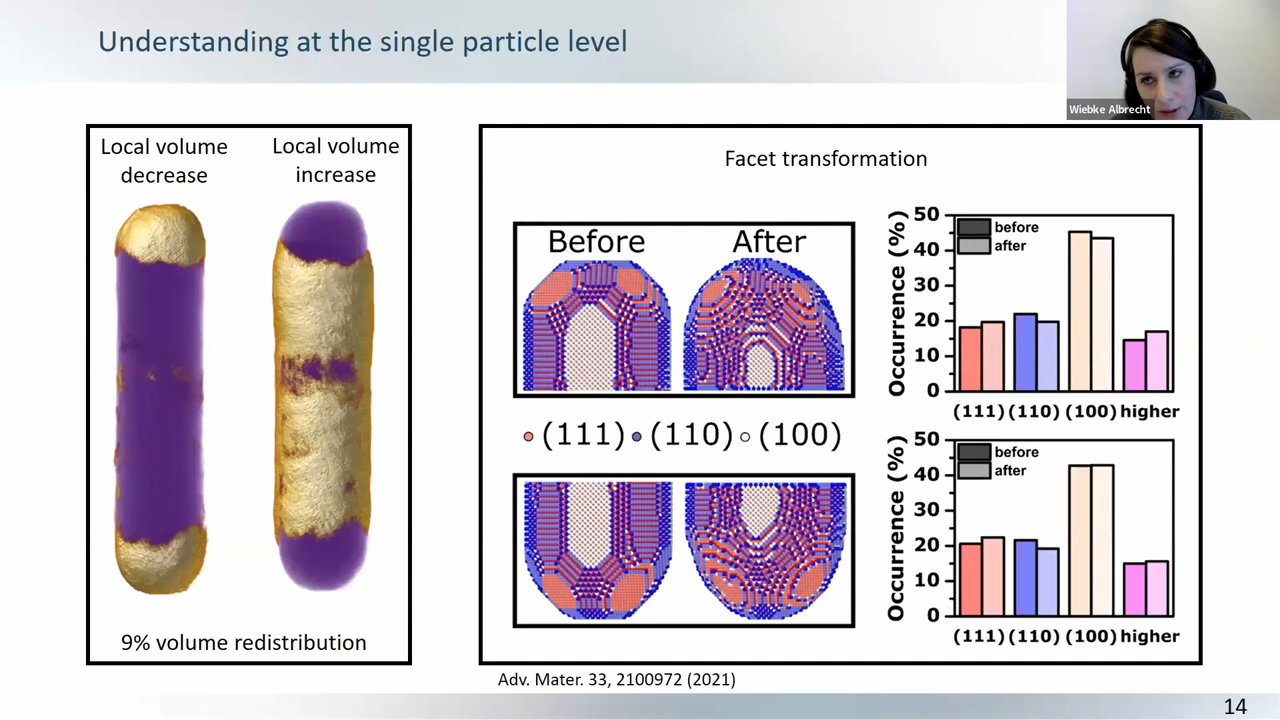 Understanding at the single particle level
Wiebke Albrecht
Local volume
decrease
Local volume
increase
9% volume redistribution
Facet transformation
Before
After
(111) (110) (100)
Occurrence (%)
50
40
30
20
10
0
before
after
(111) (110) (100) higher
Occurrence (%)
50
40
30
20
10
0
before
after
(111) (110) (100) higher
Adv. Mater. 33, 2100972 (2021)
14